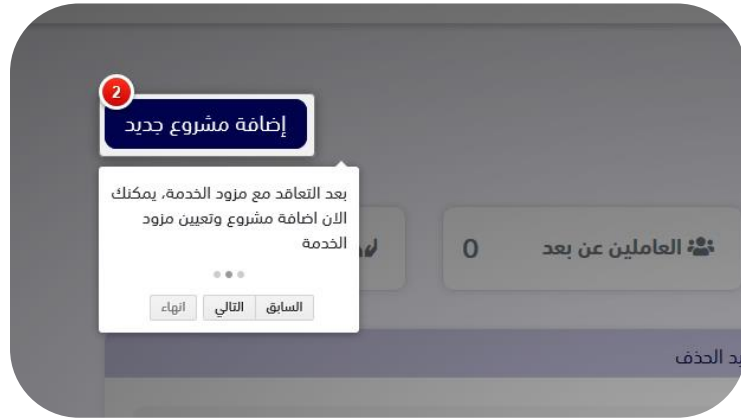 2
إضافة مشروع جديد
بعد التعاقد مع مزود الخدمة، يمكنك
الان اضافة مشروع وتعيين مزود
الخدمة
السابق التالي انهاء
العاملين عن بعد 0
الحذف